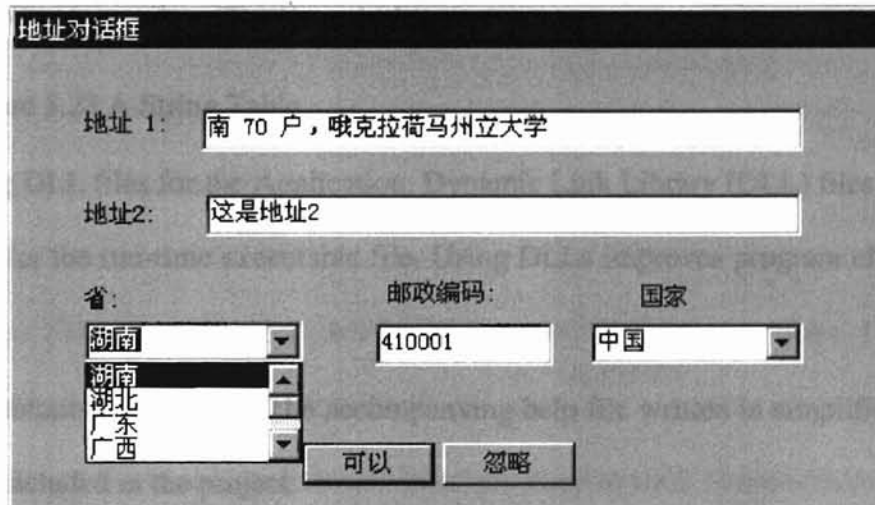 地址对话框
地址 1: 南 70 户，哦克拉荷马州立大学
地址2: 这是地址2
省: 邮政编码: 国家
湖南 410001 中国
湖南
湖北
广东
广西
可以 忽略